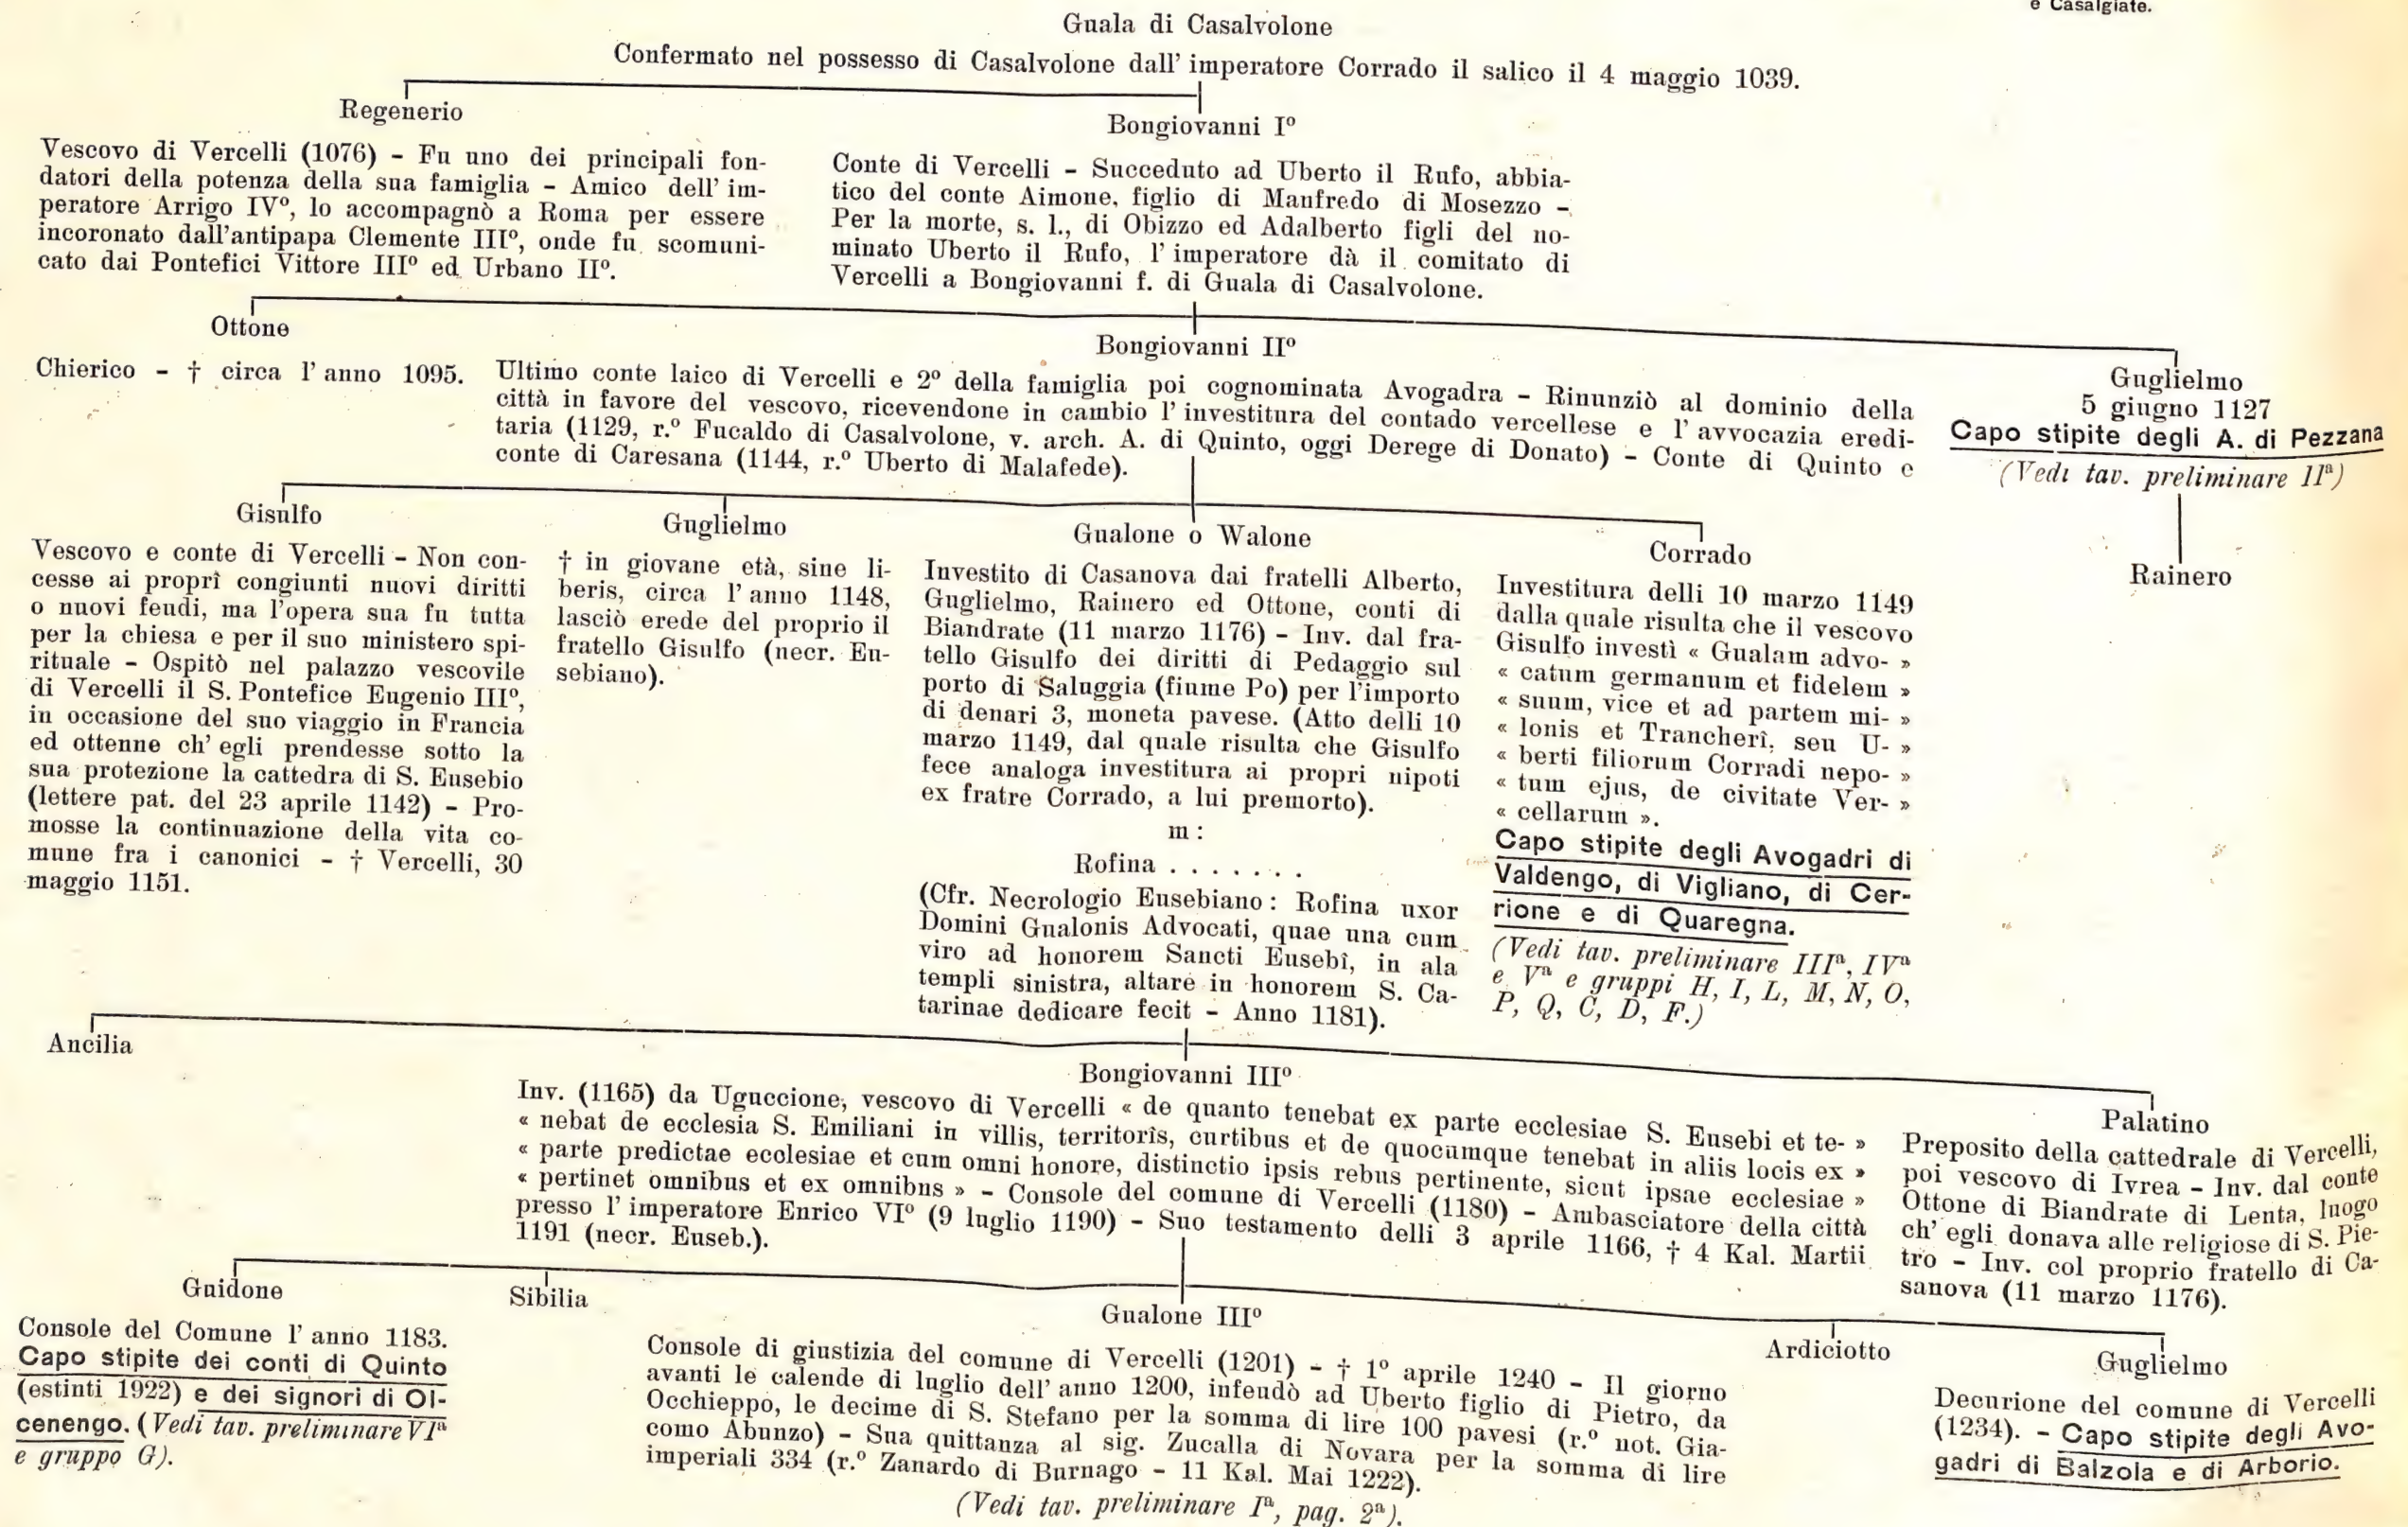 e Casalgiate.
Guala di Casalvolone
Confermato nel possesso di Casalvolone dall' imperatore Corrado il salico il 4 maggio 1039.
Regenerio
Vescovo di Vercelli (1076) - Fu uno dei principali fon-
datori della potenza della sua famiglia - Amico dell' im-
peratore Arrigo IVº, lo accompagnò a Roma per essere
incoronato dall'antipapa Clemente IIIº, onde fu scomuni-
cato dai Pontefici Vittore IIIº ed Urbano IIº.
Bongiovanni Iº
Conte di Vercelli - Succeduto ad Uberto il Rufo, abbia-
tico del conte Aimone, figlio di Manfredo di Mosezzo -
Per la morte, s. l., di Obizzo ed Adalberto figli del no-
minato Uberto il Rufo, l' imperatore dà il comitato di
Vercelli a Bongiovanni f. di Guala di Casalvolone.
Ottone
Chierico - † circa l' anno 1095.
Bongiovanni IIº
Ultimo conte laico di Vercelli e 2º della famiglia poi cognominata Avogadra - Rinunziò al dominio della
città in favore del vescovo, ricevendone in cambio l' investitura del contado vercellese e l' avvocazia eredi-
taria (1129, r.º Fucaldo di Casalvolone, v. arch. A. di Quinto, oggi Derege di Donato) - Conte di Quinto e
conte di Caresana (1144, r.º Uberto di Malafede).
Guglielmo
5 giugno 1127
Capo stipite degli A. di Pezzana
(Vedi tav. preliminare IIª)
Rainero
Gisulfo
Vescovo e conte di Vercelli - Non con-
cesse ai proprî congiunti nuovi diritti
o nuovi feudi, ma l'opera sua fu tutta
per la chiesa e per il suo ministero spi-
rituale - Ospitò nel palazzo vescovile
di Vercelli il S. Pontefice Eugenio IIIº,
in occasione del suo viaggio in Francia
ed ottenne ch' egli prendesse sotto la
sua protezione la cattedra di S. Eusebio
(lettere pat. del 23 aprile 1142) - Pro-
mosse la continuazione della vita co-
mune fra i canonici - † Vercelli, 30
maggio 1151.
Guglielmo
† in giovane età, sine li-
beris, circa l' anno 1148,
lasciò erede del proprio il
fratello Gisulfo (necr. Eu-
sebiano).
Gualone o Walone
Investito di Casanova dai fratelli Alberto,
Guglielmo, Rainero ed Ottone, conti di
Biandrate (11 marzo 1176) - Inv. dal fra-
tello Gisulfo dei diritti di Pedaggio sul
porto di Saluggia (fiume Po) per l'importo
di denari 3, moneta pavese. (Atto delli 10
marzo 1149, dal quale risulta che Gisulfo
fece analoga investitura ai propri nipoti
ex fratre Corrado, a lui premorto).
m :
Rofina . . . . . . .
(Cfr. Necrologio Eusebiano : Rofina uxor
Domini Gualonis Advocati, quae una cum
viro ad honorem Sancti Eusebî, in ala
templi sinistra, altare in honorem S. Ca-
tarinae dedicare fecit - Anno 1181).
Corrado
Investitura delli 10 marzo 1149
dalla quale risulta che il vescovo
Gisulfo investì « Gualam advo- »
« catum germanum et fidelem »
« suum, vice et ad partem mi- »
« lonis et Trancherî, seu U- »
« berti filiorum Corradi nepo- »
« tum ejus, de civitate Ver- »
« cellarum ».
Capo stipite degli Avogadri di
Valdengo, di Vigliano, di Cer-
rione e di Quaregna.
(Vedi tav. preliminare IIIª, IVª
e Vª e gruppi H, I, L, M, N, O,
P, Q, C, D, F.)
Ancilia
Bongiovanni IIIº
Inv. (1165) da Uguccione, vescovo di Vercelli « de quanto tenebat ex parte ecclesiae S. Eusebi et te- »
« nebat de ecclesia S. Emiliani in villis, territorîs, curtibus et de quocumque tenebat in aliis locis ex »
« parte predictae ecolesiae et cum omni honore, distinctio ipsis rebus pertinente, sicut ipsae ecclesiae »
« pertinet omnibus et ex omnibus » - Console del comune di Vercelli (1180) - Ambasciatore della città
presso l' imperatore Enrico VIº (9 luglio 1190) - Suo testamento delli 3 aprile 1166, † 4 Kal. Martii
1191 (necr. Euseb.).
Palatino
Preposito della cattedrale di Vercelli,
poi vescovo di Ivrea - Inv. dal conte
Ottone di Biandrate di Lenta, luogo
ch' egli donava alle religiose di S. Pie-
tro - Inv. col proprio fratello di Ca-
sanova (11 marzo 1176).
Guidone
Console del Comune l' anno 1183.
Capo stipite dei conti di Quinto
(estinti 1922) e dei signori di Ol-
cenengo. (Vedi tav. preliminare VIª
e gruppo G).
Sibilia
Gualone IIIº
Console di giustizia del comune di Vercelli (1201) - † 1º aprile 1240 - Il giorno
avanti le calende di luglio dell' anno 1200, infeudò ad Uberto figlio di Pietro, da
Occhieppo, le decime di S. Stefano per la somma di lire 100 pavesi (r.º not. Gia-
como Abunzo) - Sua quittanza al sig. Zucalla di Novara per la somma di lire
imperiali 334 (r.º Zanardo di Burnago - 11 Kal. Mai 1222).
(Vedi tav. preliminare Iª, pag. 2ª).
Ardiciotto
Guglielmo
Decurione del comune di Vercelli
(1234). - Capo stipite degli Avo-
gadri di Balzola e di Arborio.